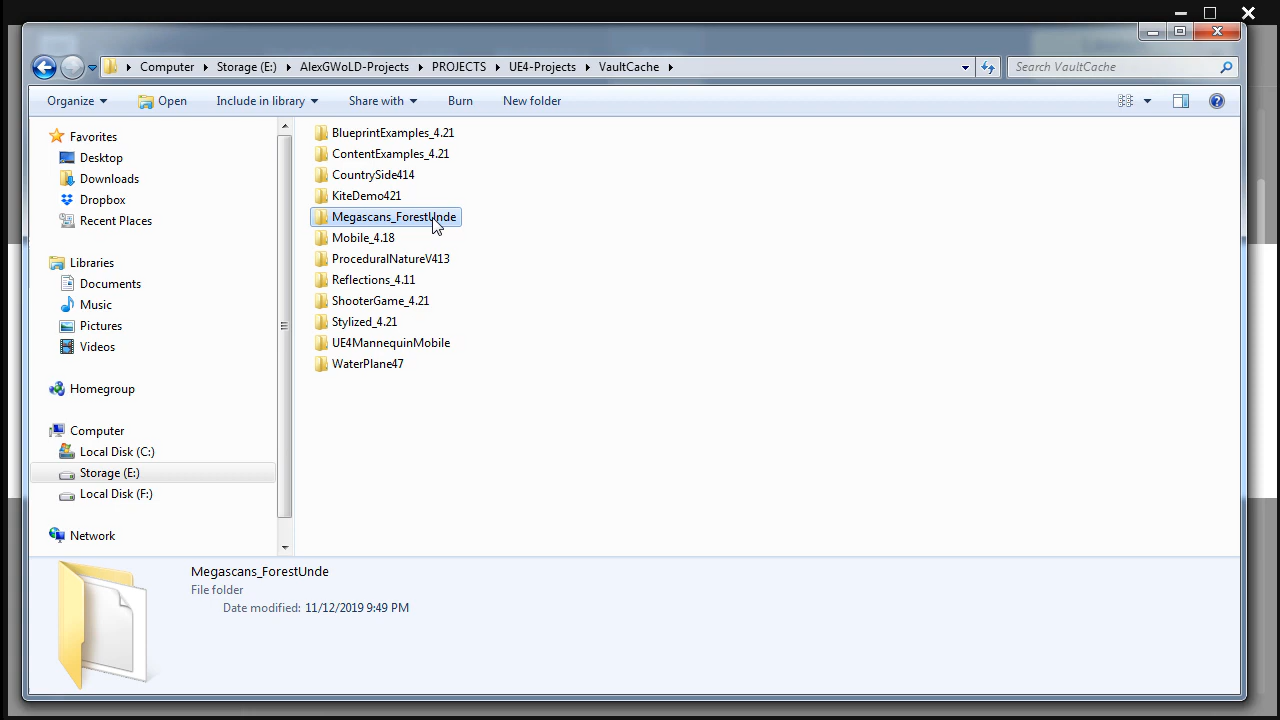 Computer Storage (E:) AlexGWoLD-Projects PROJECTS UE4-Projects VaultCache Search VaultCache
Organize Open Include in library Share with Burn New folder
Favorites
Desktop
Downloads
Dropbox
Recent Places
Libraries
Documents
Music
Pictures
Videos
Homegroup
Computer
Local Disk (C:)
Storage (E:)
Local Disk (F:)
Network
BlueprintExamples_4.21
ContentExamples_4.21
CountrySide414
KiteDemo421
Megascans_ForestUnde
Mobile_4.18
ProceduralNatureV413
Reflections_4.11
ShooterGame_4.21
Stylized_4.21
UE4MannequinMobile
WaterPlane47
Megascans_ForestUnde
File folder
Date modified: 11/12/2019 9:49 PM